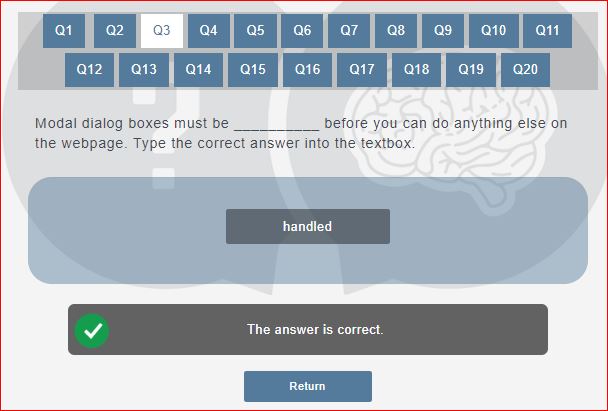 Q1 Q2 Q3 Q4 Q5 Q6 Q7 Q8 Q9 Q10 Q11
Q12 Q13 Q14 Q15 Q16 Q17 Q18 Q19 Q20
Modal dialog boxes must be __________ before you can do anything else on
the webpage. Type the correct answer into the textbox.
handled
The answer is correct.
Return